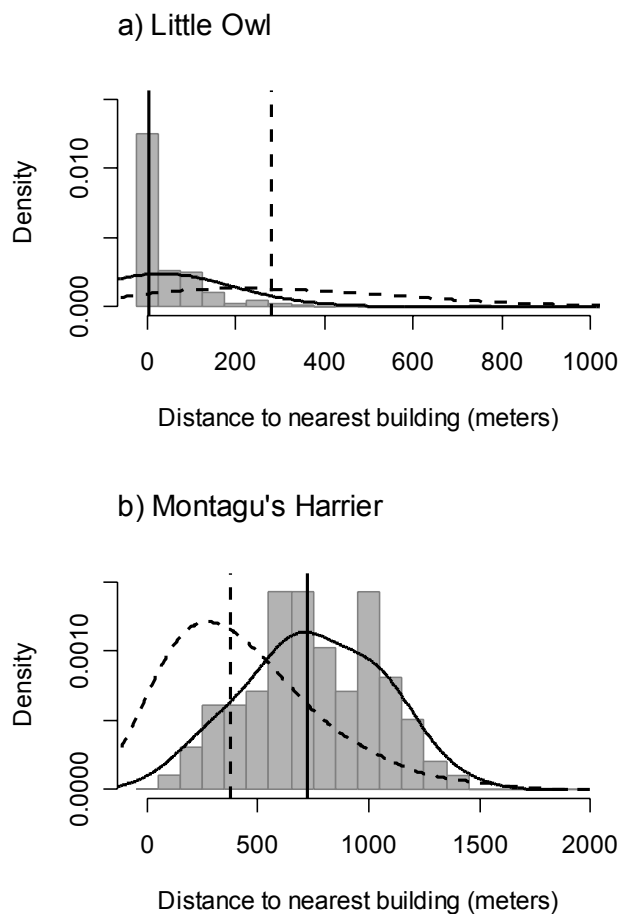 a) Little Owl
0.010
0.000
Density
0 200 400 600 800 1000
Distance to nearest building (meters)
b) Montagu's Harrier
0.0010
0.0000
Density
0 500 1000 1500 2000
Distance to nearest building (meters)